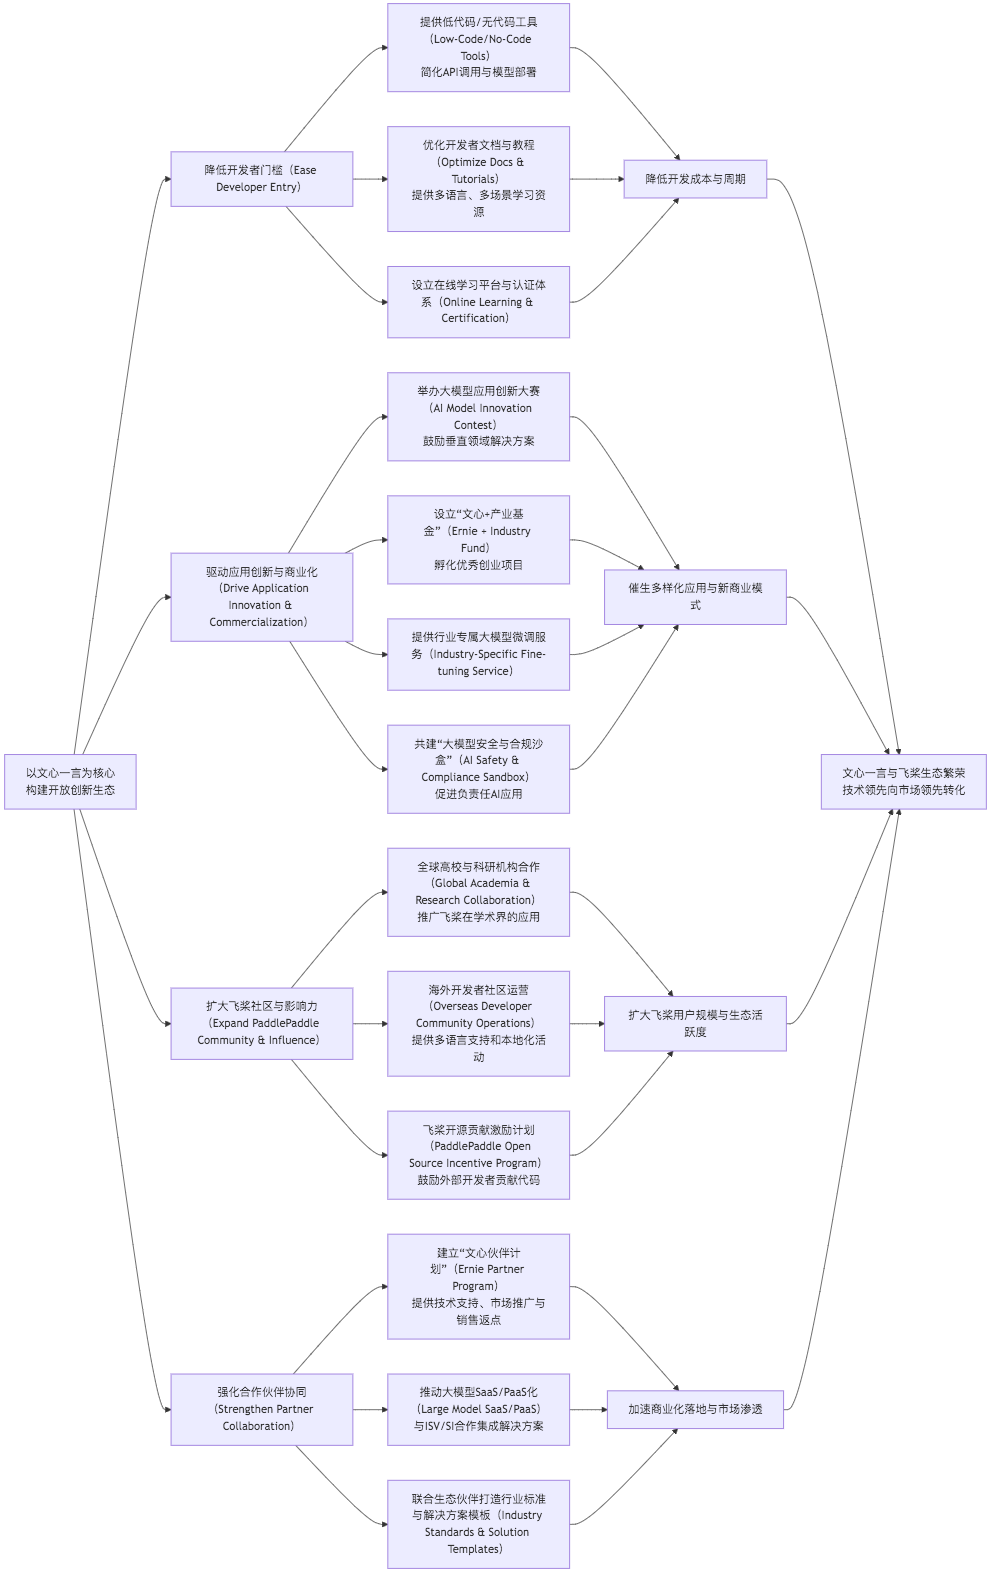 提供低代码/无代码工具
（Low-Code/No-Code
Tools）
简化API调用与模型部署
优化开发者文档与教程
（Optimize Docs &
Tutorials）
提供多语言、多场景学习资
源
降低开发者门槛（Ease
Developer Entry）
降低开发成本与周期
设立在线学习平台与认证体
系（Online Learning &
Certification）
举办大模型应用创新大赛
（AI Model Innovation
Contest）
鼓励垂直领域解决方案
设立“文心+产业基
金”（Ernie + Industry
Fund）
孵化优秀创业项目
驱动应用创新与商业化
（Drive Application
Innovation &
Commercialization）
催生多样化应用与新商业模
式
提供行业专属大模型微调服
务（Industry-Specific Fine-
tuning Service）
共建“大模型安全与合规沙
盒”（AI Safety &
Compliance Sandbox）
促进负责任AI应用
以文心一言为核心
构建开放创新生态
文心一言与飞桨生态繁荣
技术领先向市场领先转化
全球高校与科研机构合作
（Global Academia &
Research Collaboration）
推广飞桨在学术界的应用
海外开发者社区运营
（Overseas Developer
Community Operations）
提供多语言支持和本地化活
动
扩大飞桨社区与影响力
（Expand PaddlePaddle
Community & Influence）
扩大飞桨用户规模与生态活
跃度
飞桨开源贡献激励计划
（PaddlePaddle Open
Source Incentive Program）
鼓励外部开发者贡献代码
建立“文心伙伴计
划”（Ernie Partner
Program）
提供技术支持、市场推广与
销售返点
强化合作伙伴协同
（Strengthen Partner
Collaboration）
推动大模型SaaS/PaaS化
（Large Model SaaS/PaaS）
与ISV/SI合作集成解决方案
加速商业化落地与市场渗透
联合生态伙伴打造行业标准
与解决方案模板（Industry
Standards & Solution
Templates）